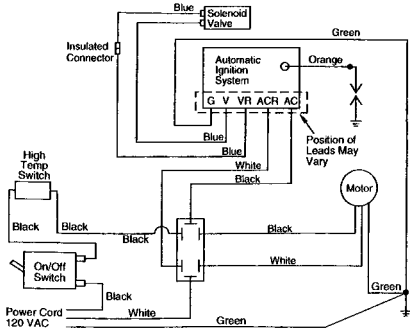 Blue
Solenoid
Valve
Green
Insulated
Connector
Automatic
Ignition
System
Orange
G V VR ACR AC
Blue
Blue
Position of
Leads May
Vary
White
Black
High
Temp
Switch
Motor
Black
Black
Black
Black
On/Off
Switch
White
Black
Green
Power Cord
120 VAC
White
Green